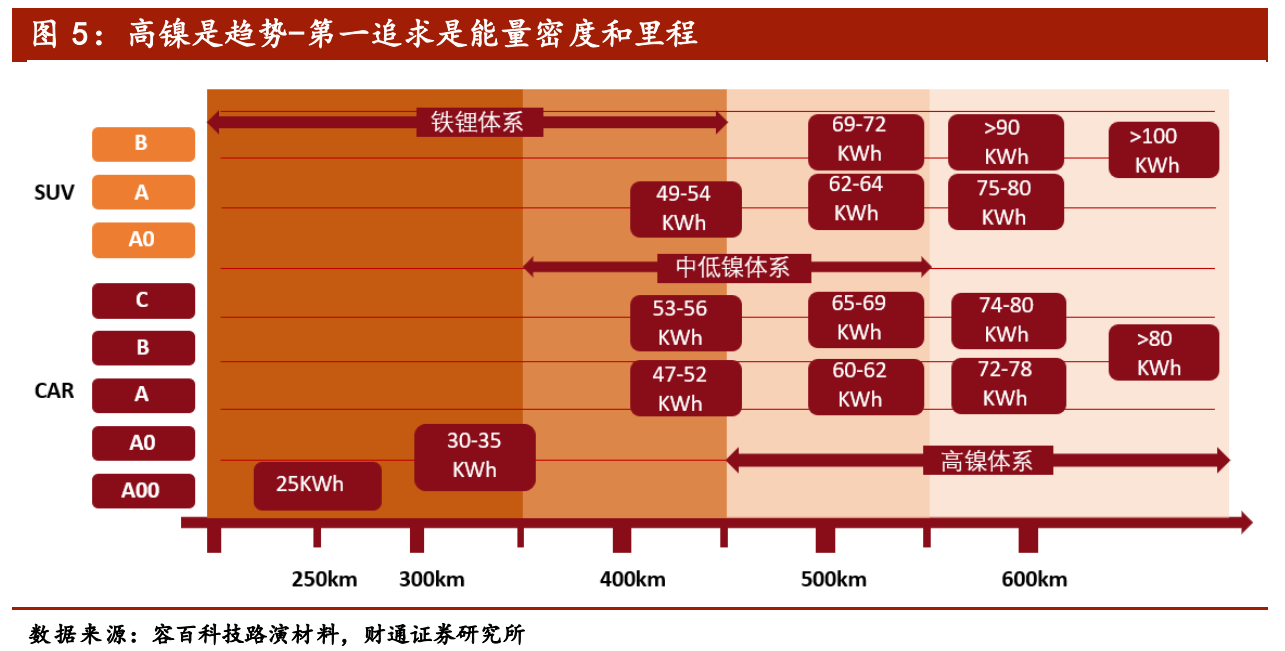 图 5：高镍是趋势-第一追求是能量密度和里程
铁锂体系
B
69-72
KWh
>90
KWh
>100
KWh
SUV
A
49-54
KWh
62-64
KWh
75-80
KWh
A0
中低镍体系
C
53-56
KWh
65-69
KWh
74-80
KWh
B
>80
KWh
CAR
A
47-52
KWh
60-62
KWh
72-78
KWh
A0
30-35
KWh
高镍体系
A00
25KWh
250km
300km
400km
500km
600km
数据来源：容百科技路演材料，财通证券研究所